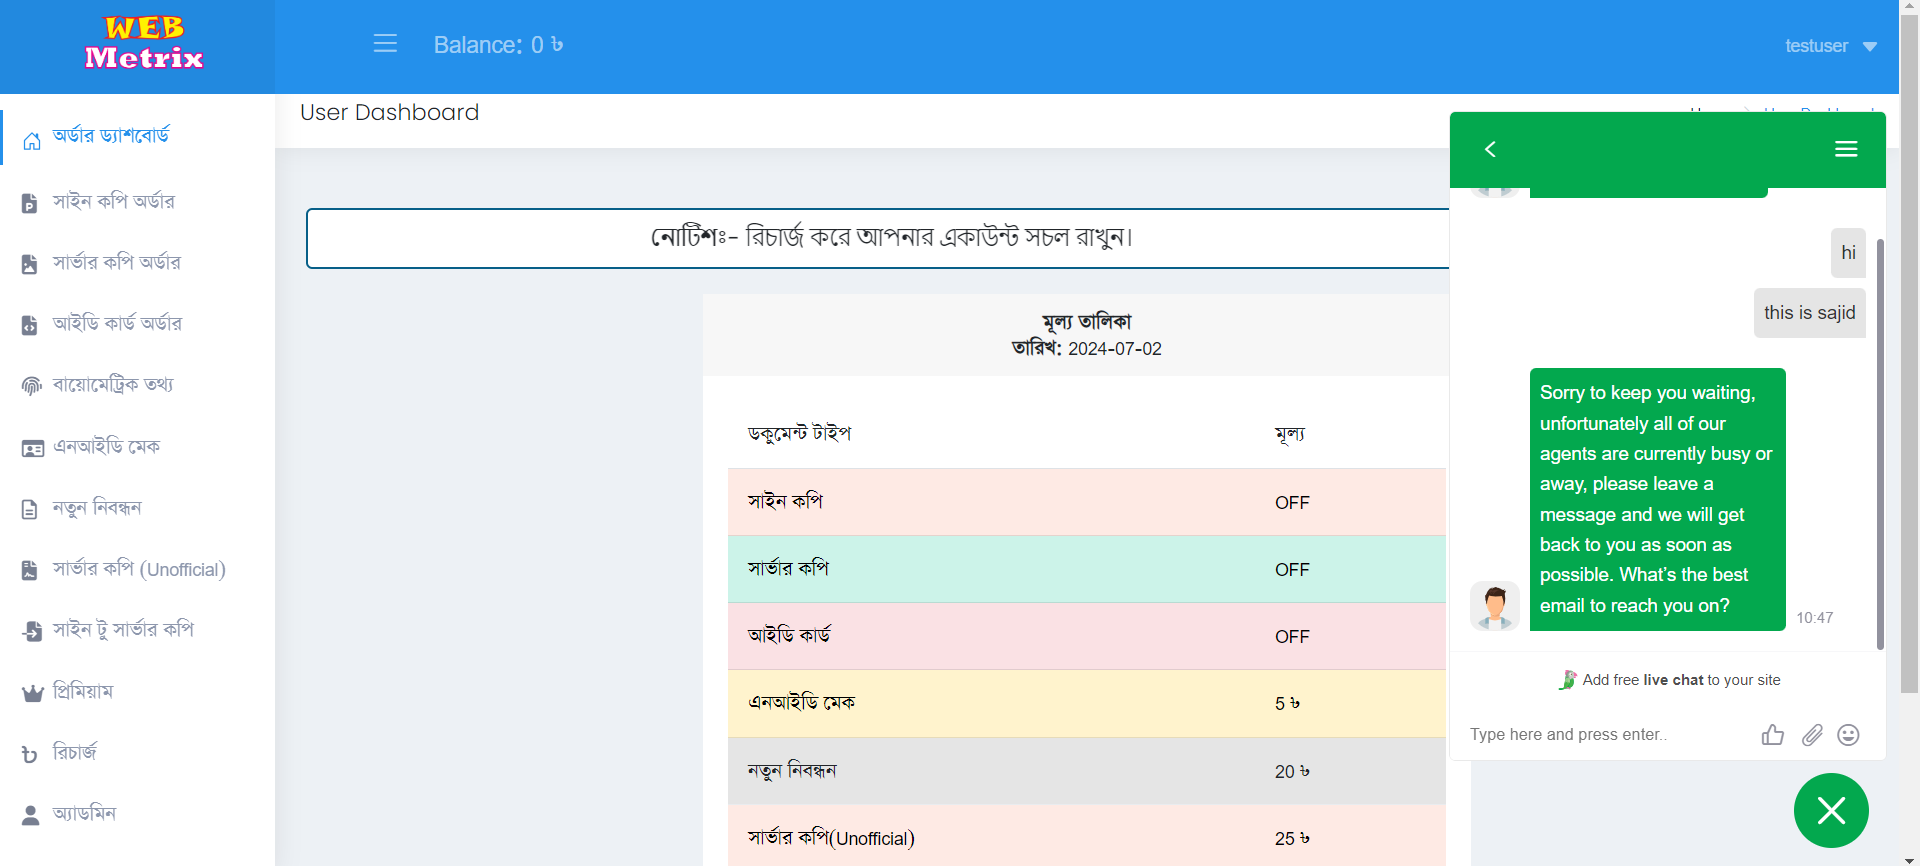 WEB
Metrix
Balance: 0 ৳
testuser
User Dashboard
অর্ডার ড্যাশবোর্ড
সাইন কপি অর্ডার
সার্ভার কপি অর্ডার
আইডি কার্ড অর্ডার
বায়োমেট্রিক তথ্য
এনআইডি মেক
নতুন নিবন্ধন
সার্ভার কপি (Unofficial)
সাইন টু সার্ভার কপি
প্রিমিয়াম
রিচার্জ
অ্যাডমিন
নোটিশঃ- রিচার্জ করে আপনার একাউন্ট সচল রাখুন।
মূল্য তালিকা
তারিখ: 2024-07-02
ডকুমেন্ট টাইপ মূল্য
সাইন কপি OFF
সার্ভার কপি OFF
আইডি কার্ড OFF
এনআইডি মেক 5 ৳
নতুন নিবন্ধন 20 ৳
সার্ভার কপি(Unofficial) 25 ৳
hi
this is sajid
Sorry to keep you waiting,
unfortunately all of our
agents are currently busy or
away, please leave a
message and we will get
back to you as soon as
possible. What's the best
email to reach you on?
10:47
Add free live chat to your site
Type here and press enter..